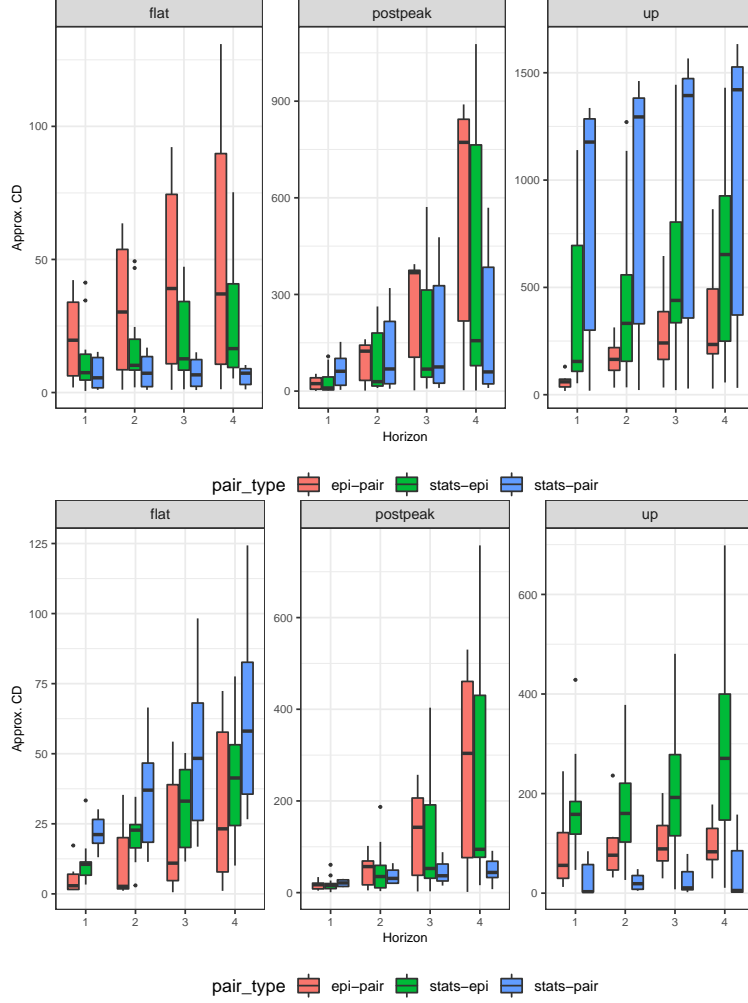 flat postpeak up
Approx. CD
0
50
100
0
300
600
900
0
500
1000
1500
1 2 3 4 1 2 3 4 1 2 3 4
Horizon
pair_type epi−pair stats−epi stats−pair
flat postpeak up
Approx. CD
0
25
50
75
100
125
0
200
400
600
0
200
400
600
1 2 3 4 1 2 3 4 1 2 3 4
Horizon
pair_type epi−pair stats−epi stats−pair